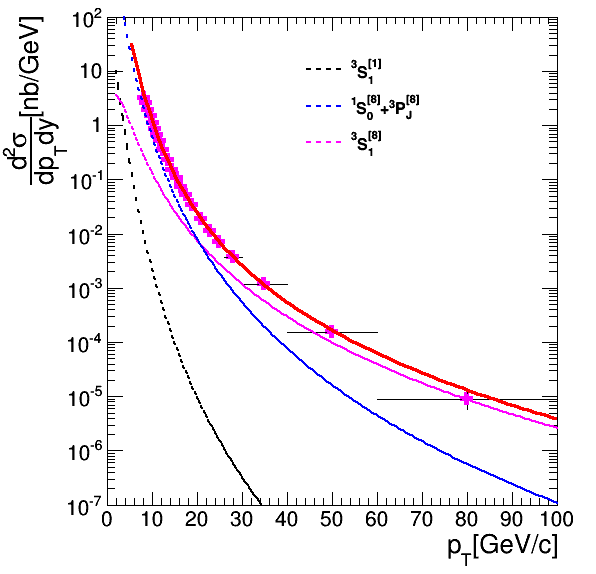 d²σ/dp_T dy [nb/GeV]
10²
10
1
10⁻¹
10⁻²
10⁻³
10⁻⁴
10⁻⁵
10⁻⁶
10⁻⁷
³S₁^[1]
¹S₀^[8]+³P_J^[8]
³S₁^[8]
0 10 20 30 40 50 60 70 80 90 100
p_T[GeV/c]